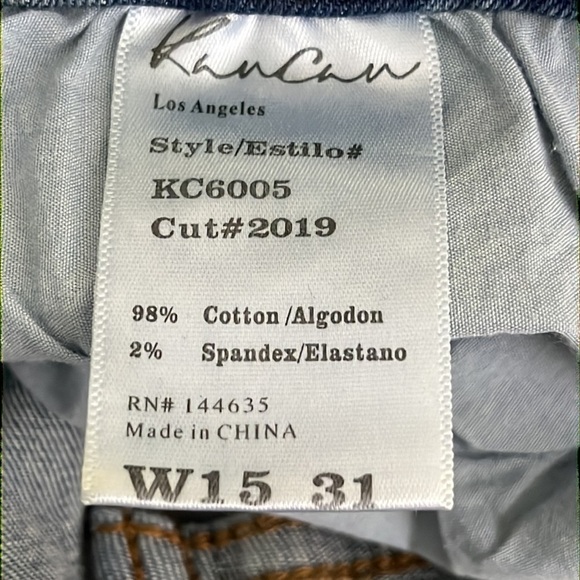 KanCan
Los Angeles
Style/Estilo#
KC6005
Cut#2019
98% Cotton/Algodon
2% Spandex/Elastano
RN# 144635
Made in CHINA
W15 31